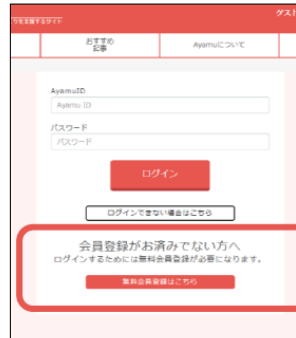 りを支援するサイト
ゲスト
おすすめ
記事
Ayamuについて
AyamuID
Ayamu ID
パスワード
パスワード
ログイン
ログインできない場合はこちら
会員登録がお済みでない方へ
ログインするためには無料会員登録が必要になります。
無料会員登録はこちら